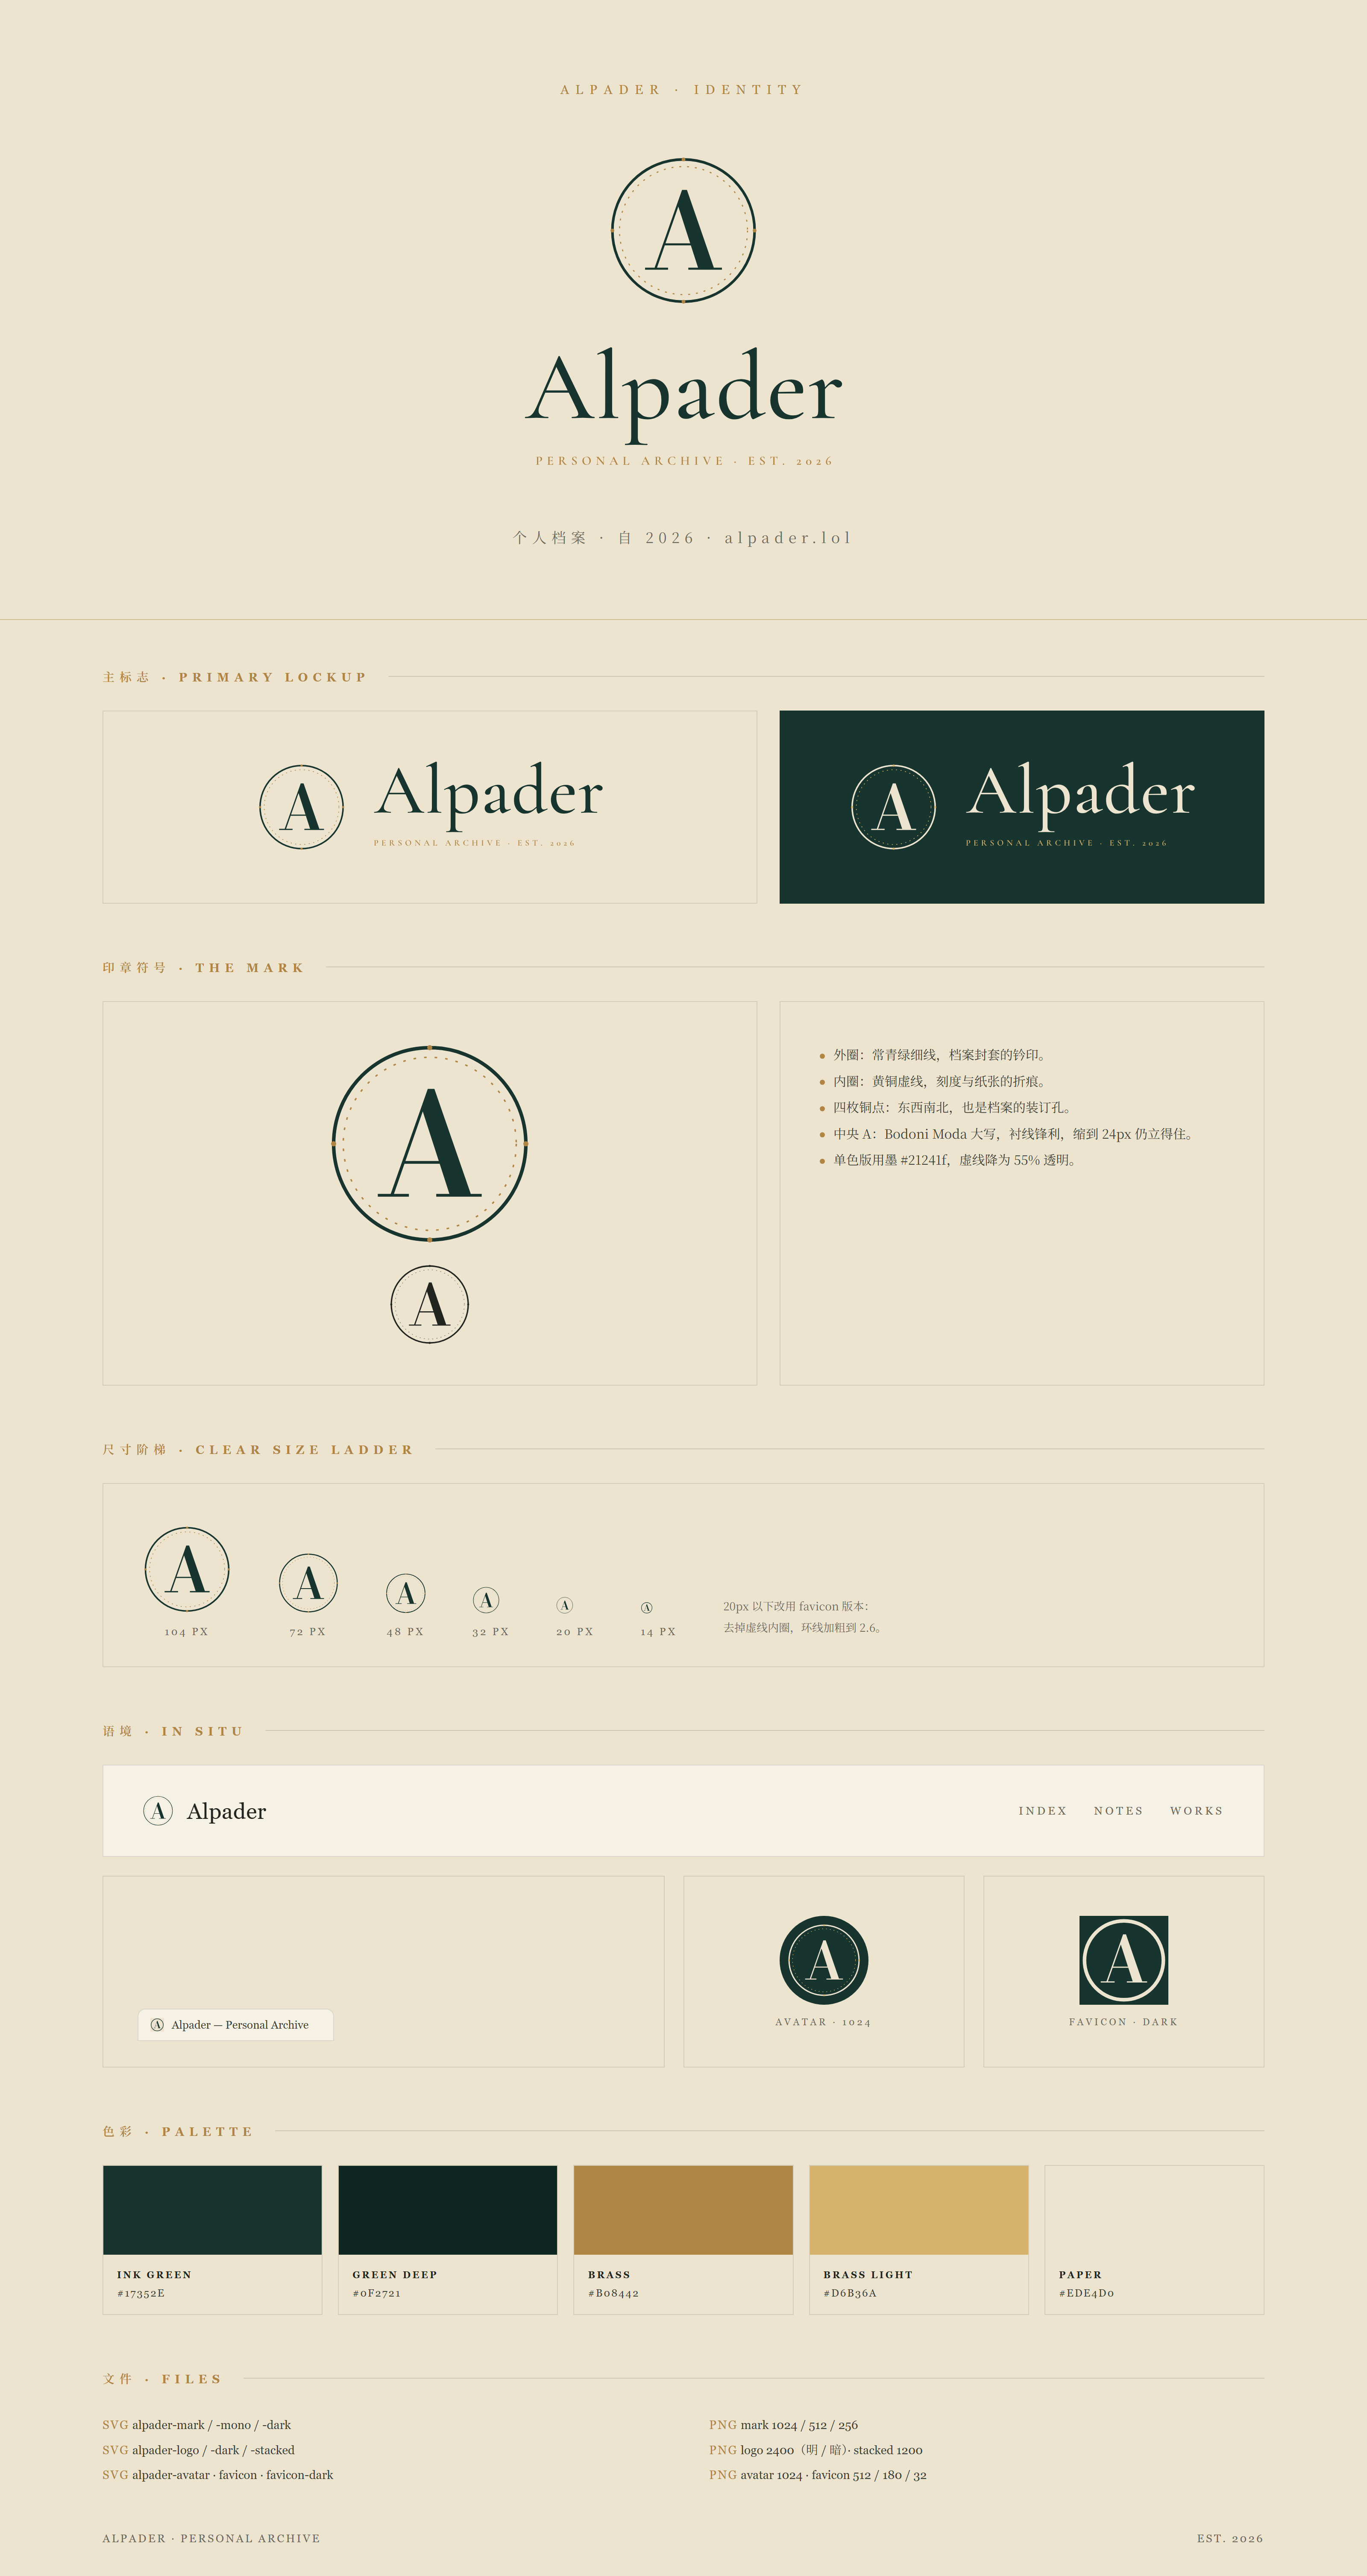 ALPADER · IDENTITY
A
Alpader
PERSONAL ARCHIVE · EST. 2026
个人档案 · 自 2026 · alpader.lol
主标志 · PRIMARY LOCKUP
A
Alpader
PERSONAL ARCHIVE · EST. 2026
A
Alpader
PERSONAL ARCHIVE · EST. 2026
印章符号 · THE MARK
A
A
外圈：常青绿细线，档案封套的钤印。
内圈：黄铜虚线，刻度与纸张的折痕。
四枚铜点：东西南北，也是档案的装订孔。
中央 A：Bodoni Moda 大写，衬线锋利，缩到 24px 仍立得住。
单色版用墨 #21241f，虚线降为 55% 透明。
尺寸阶梯 · CLEAR SIZE LADDER
A A A A A A
104 PX 72 PX 48 PX 32 PX 20 PX 14 PX
20px 以下改用 favicon 版本：
去掉虚线内圈，环线加粗到 2.6。
语境 · IN SITU
A Alpader INDEX NOTES WORKS
A Alpader — Personal Archive
A
AVATAR · 1024
A
FAVICON · DARK
色彩 · PALETTE
INK GREEN
#17352E
GREEN DEEP
#0F2721
BRASS
#B08442
BRASS LIGHT
#D6B36A
PAPER
#EDE4D0
文件 · FILES
SVG alpader-mark / -mono / -dark
SVG alpader-logo / -dark / -stacked
SVG alpader-avatar · favicon · favicon-dark
PNG mark 1024 / 512 / 256
PNG logo 2400（明 / 暗）· stacked 1200
PNG avatar 1024 · favicon 512 / 180 / 32
ALPADER · PERSONAL ARCHIVE
EST. 2026